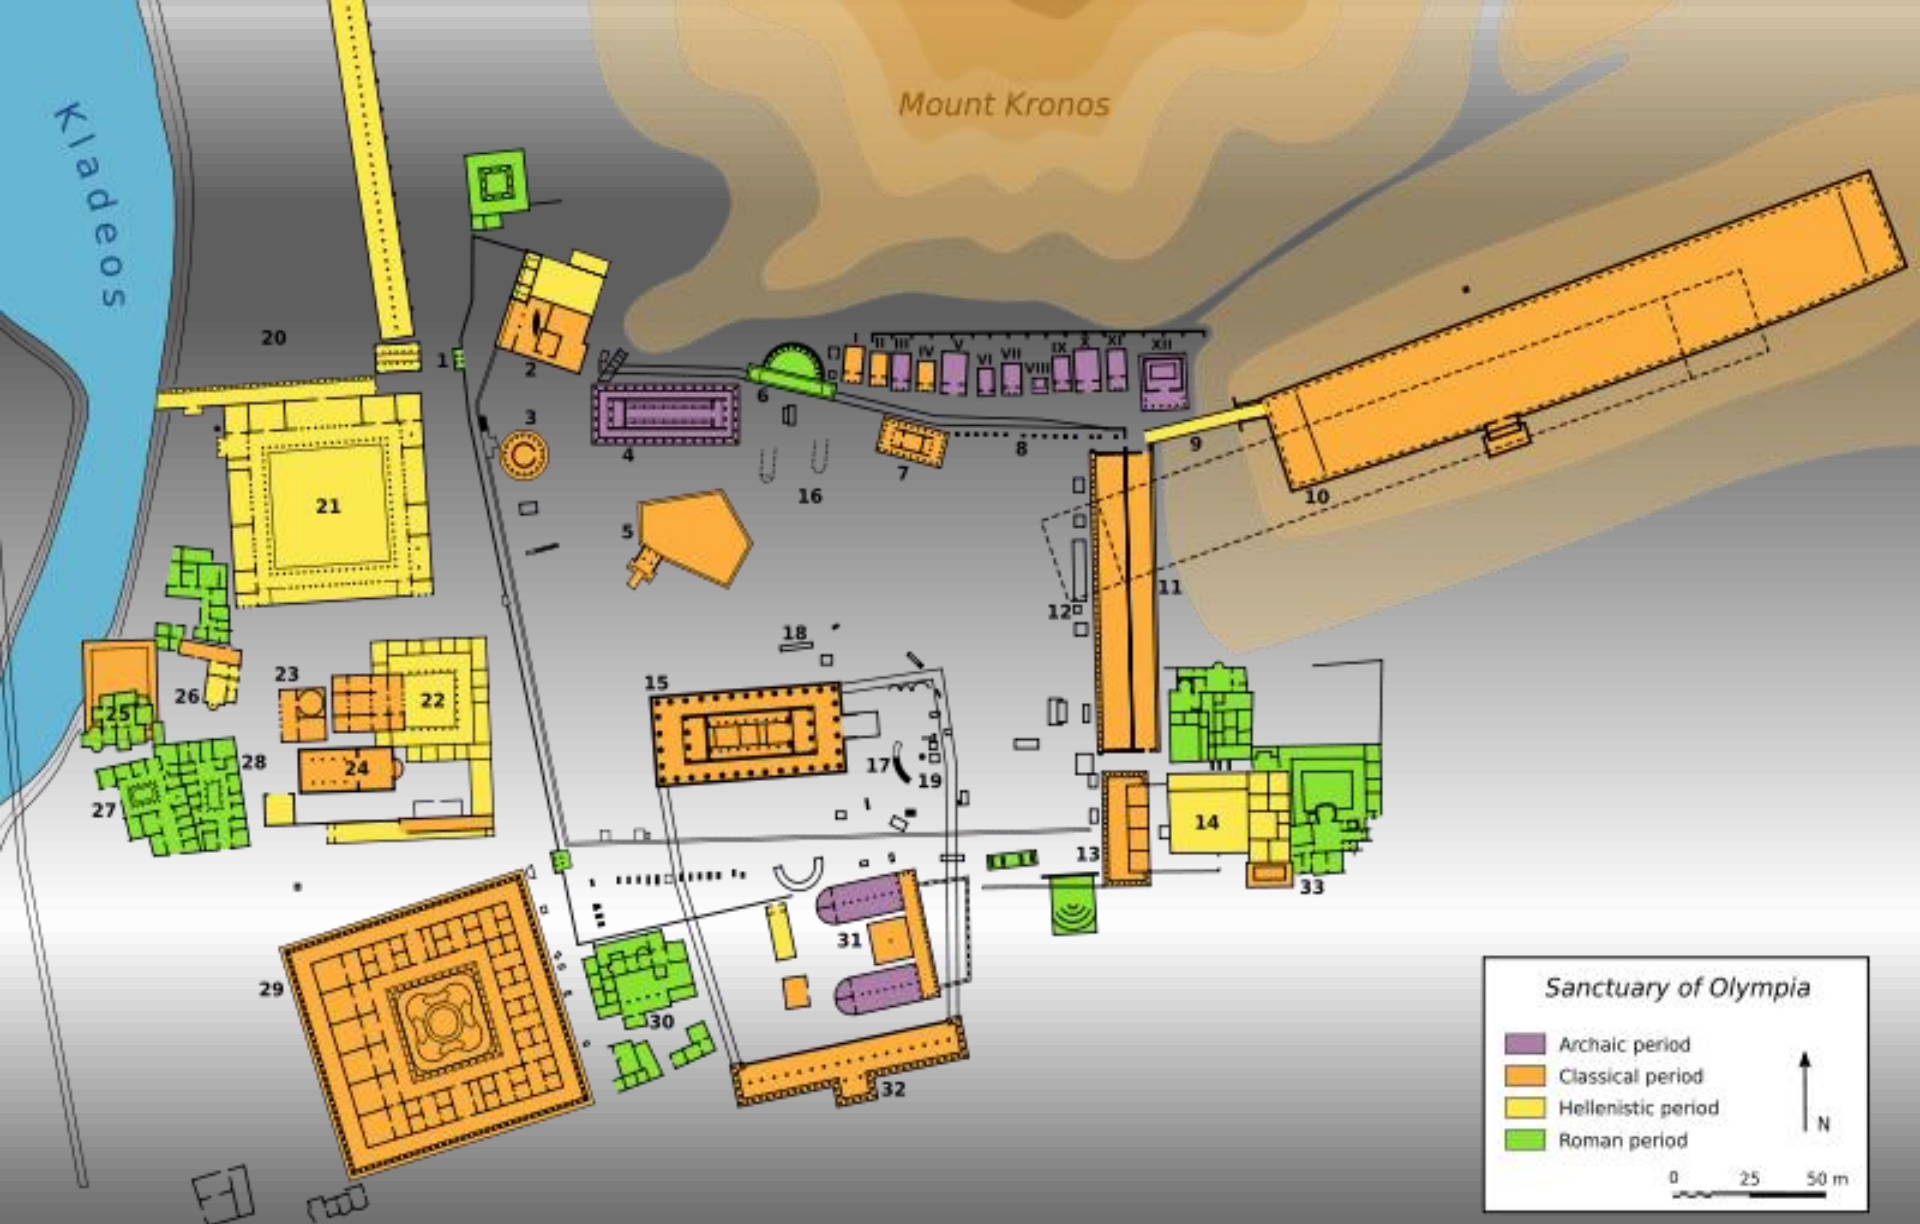 Mount Kronos
Kladeos
20
1
2
3
4
5
6
7
8
9
10
11
12
13
14
15
16
17
18
19
21
22
23
24
25
26
27
28
29
30
31
32
33
I
II
III
IV
V
VI
VII
VIII
IX
X
XI
XII
Sanctuary of Olympia
Archaic period
Classical period
Hellenistic period
Roman period
N
0 25 50 m